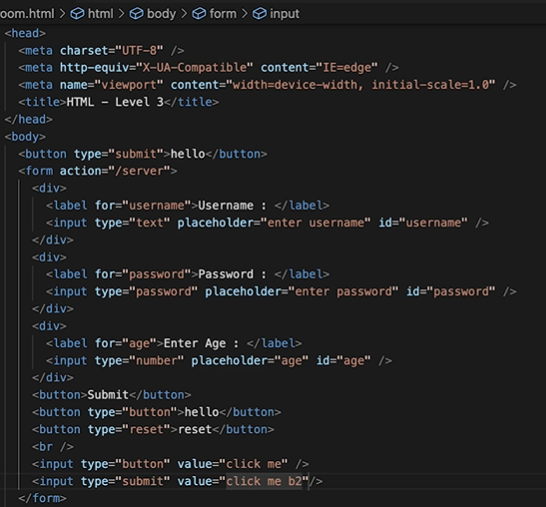 oom.html > html > body > form > input
<head>
<meta charset="UTF-8" />
<meta http-equiv="X-UA-Compatible" content="IE=edge" />
<meta name="viewport" content="width=device-width, initial-scale=1.0" />
<title>HTML - Level 3</title>
</head>
<body>
<button type="submit">hello</button>
<form action="/server">
<div>
<label for="username">Username : </label>
<input type="text" placeholder="enter username" id="username" />
</div>
<div>
<label for="password">Password : </label>
<input type="password" placeholder="enter password" id="password" />
</div>
<div>
<label for="age">Enter Age : </label>
<input type="number" placeholder="age" id="age" />
</div>
<button>Submit</button>
<button type="button">hello</button>
<button type="reset">reset</button>
<br />
<input type="button" value="click me" />
<input type="submit" value="click me b2"/>
</form>